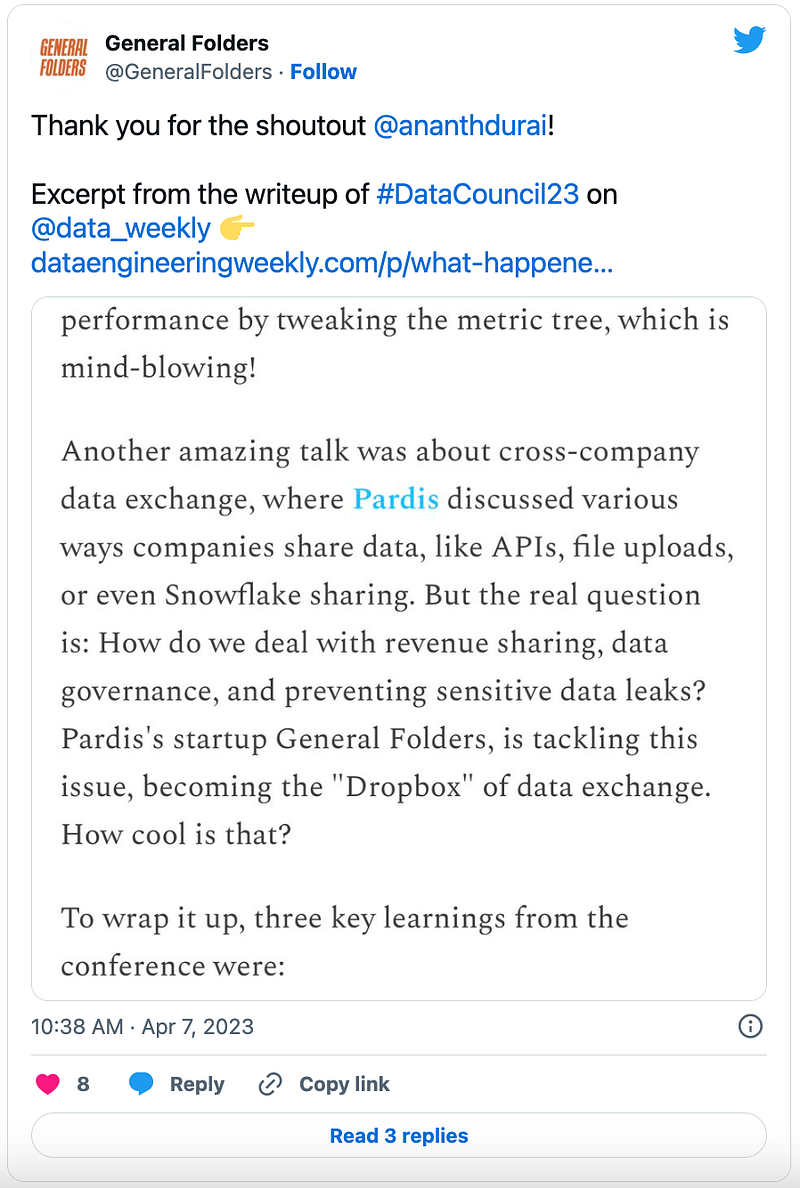 GENERAL
FOLDERS
General Folders
@GeneralFolders · Follow
Thank you for the shoutout @ananthdurai!
Excerpt from the writeup of #DataCouncil23 on
@data_weekly 👉
dataengineeringweekly.com/p/what-happene...
performance by tweaking the metric tree, which is
mind-blowing!
Another amazing talk was about cross-company
data exchange, where Pardis discussed various
ways companies share data, like APIs, file uploads,
or even Snowflake sharing. But the real question
is: How do we deal with revenue sharing, data
governance, and preventing sensitive data leaks?
Pardis's startup General Folders, is tackling this
issue, becoming the "Dropbox" of data exchange.
How cool is that?
To wrap it up, three key learnings from the
conference were:
10:38 AM · Apr 7, 2023
8 Reply Copy link
Read 3 replies